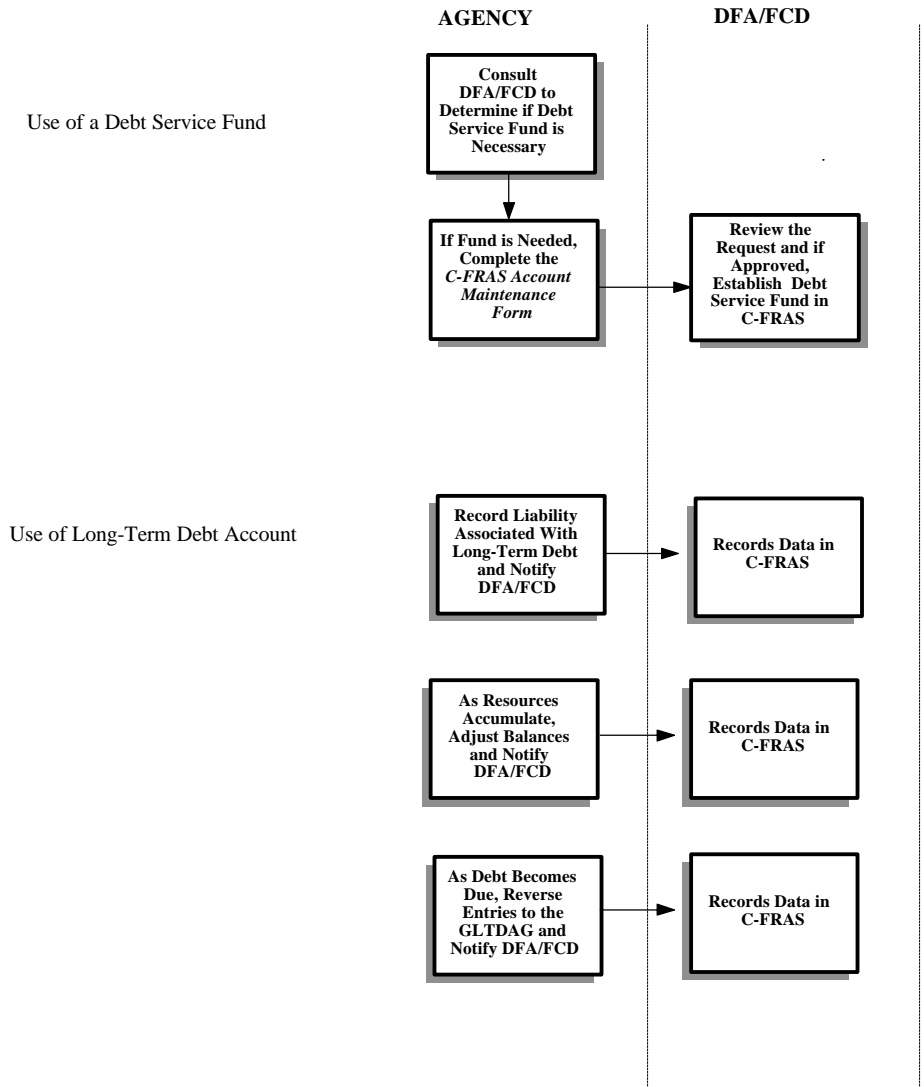 AGENCY
DFA/FCD
Use of a Debt Service Fund
Consult
DFA/FCD to
Determine if Debt
Service Fund is
Necessary
If Fund is Needed,
Complete the
C-FRAS Account
Maintenance
Form
Review the
Request and if
Approved,
Establish Debt
Service Fund in
C-FRAS
Use of Long-Term Debt Account
Record Liability
Associated With
Long-Term Debt
and Notify
DFA/FCD
Records Data in
C-FRAS
As Resources
Accumulate,
Adjust Balances
and Notify
DFA/FCD
Records Data in
C-FRAS
As Debt Becomes
Due, Reverse
Entries to the
GLTDAG and
Notify DFA/FCD
Records Data in
C-FRAS